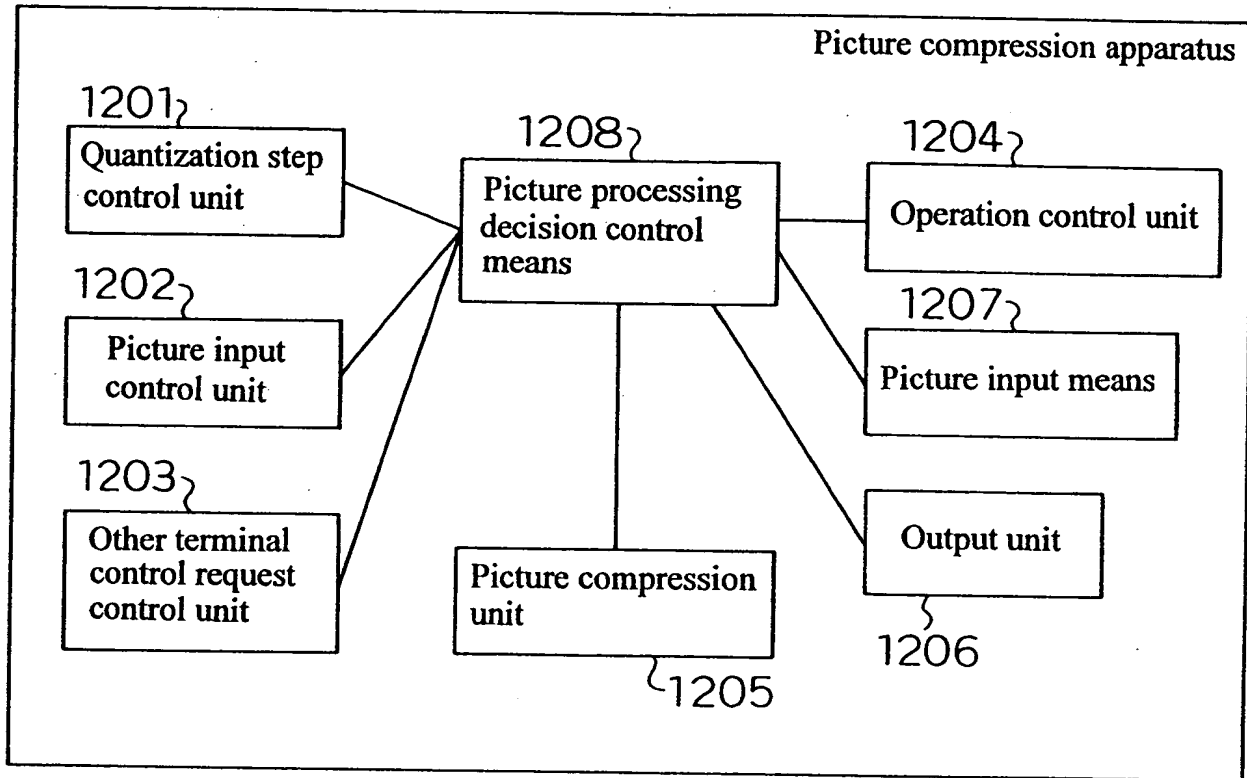 Picture compression apparatus
1201
Quantization step
control unit
1208
Picture processing
decision control
means
1204
Operation control unit
1202
Picture input
control unit
1207
Picture input means
1203
Other terminal
control request
control unit
Picture compression
unit
1205
Output unit
1206